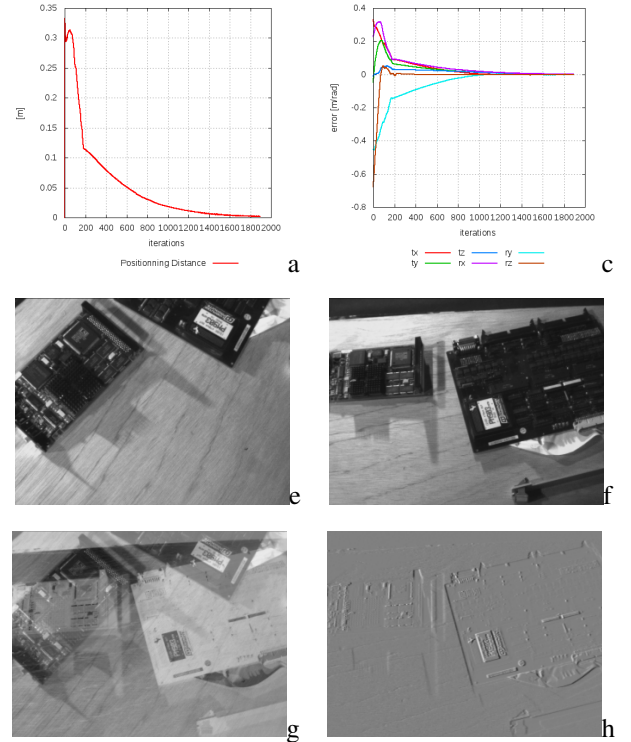 0.35
0.3
0.25
0.2
0.15
0.1
0.05
0
[m]
0 200 400 600 800 1000 1200 1400 1600 1800 2000
iterations
Positionning Distance
a
0.4
0.2
0
-0.2
-0.4
-0.6
-0.8
error [m/rad]
0 200 400 600 800 1000 1200 1400 1600 1800 2000
iterations
tx tz ry
ty rx rz
c
e
f
g
h